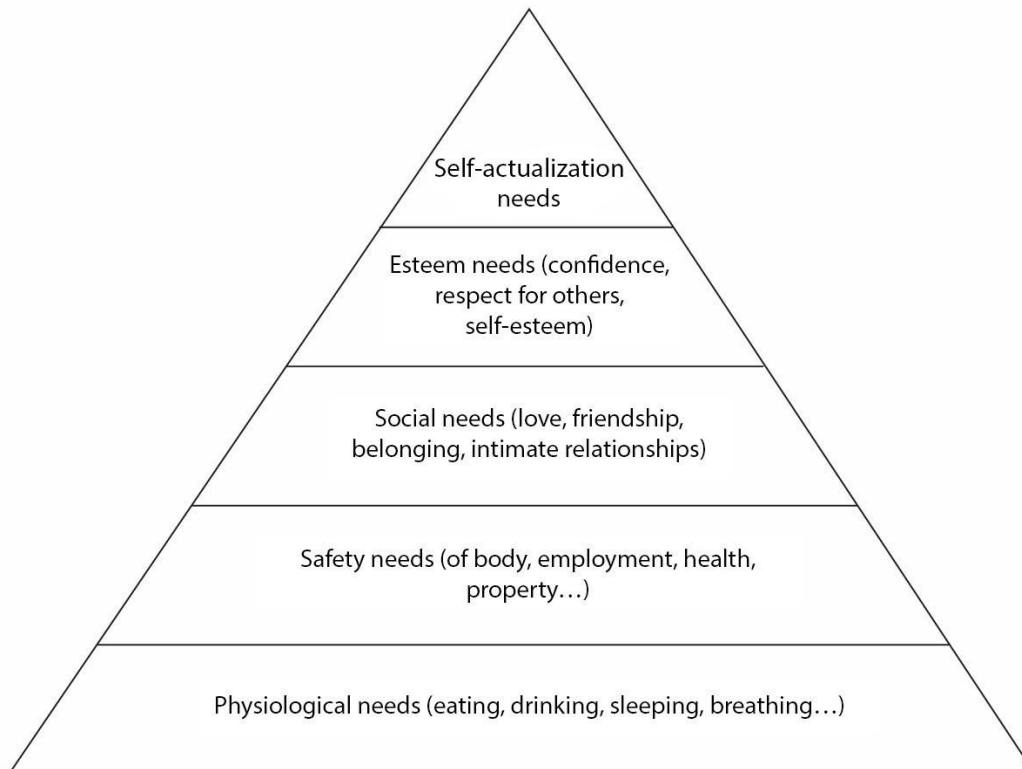 Self-actualization
needs
Esteem needs (confidence,
respect for others,
self-esteem)
Social needs (love, friendship,
belonging, intimate relationships)
Safety needs (of body, employment, health,
property…)
Physiological needs (eating, drinking, sleeping, breathing…)